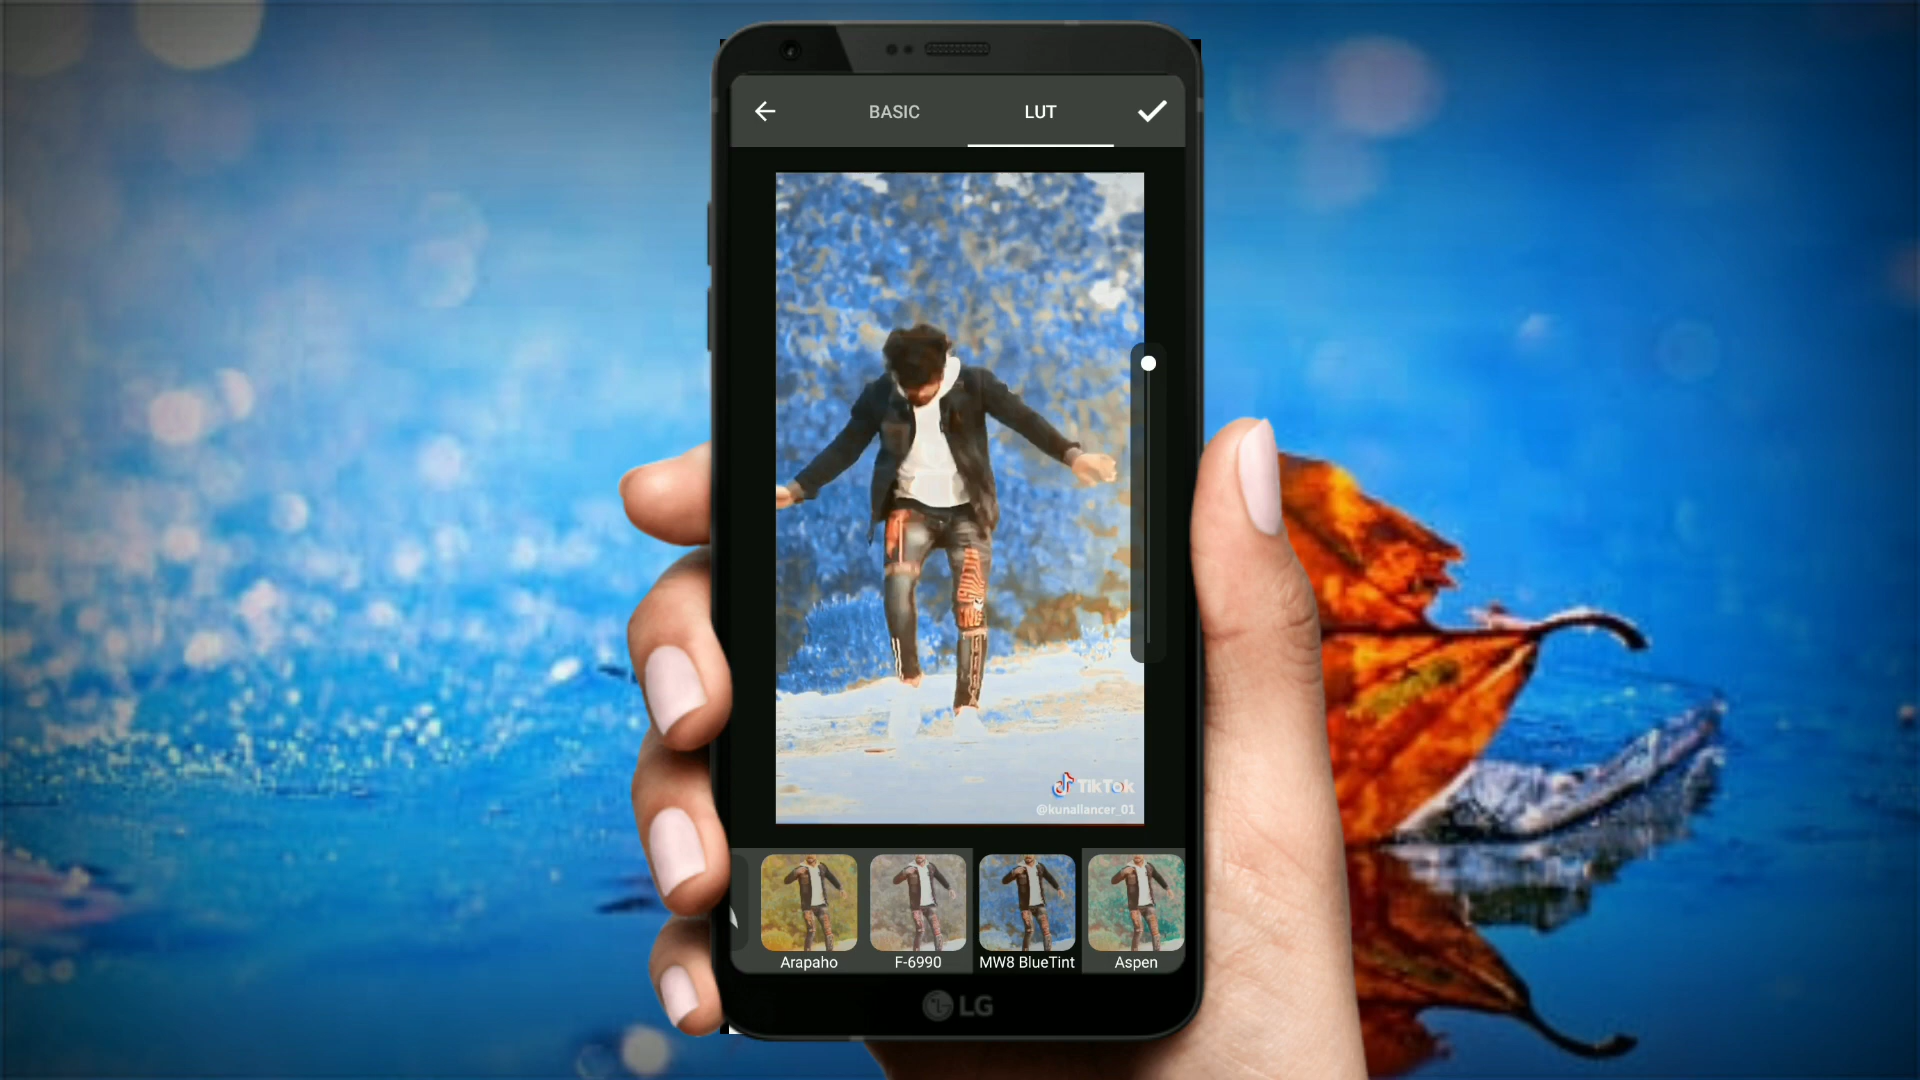 BASIC LUT
TikTok
@kunallancer_01
Arapaho F-6990 MW8 BlueTint Aspen
LG